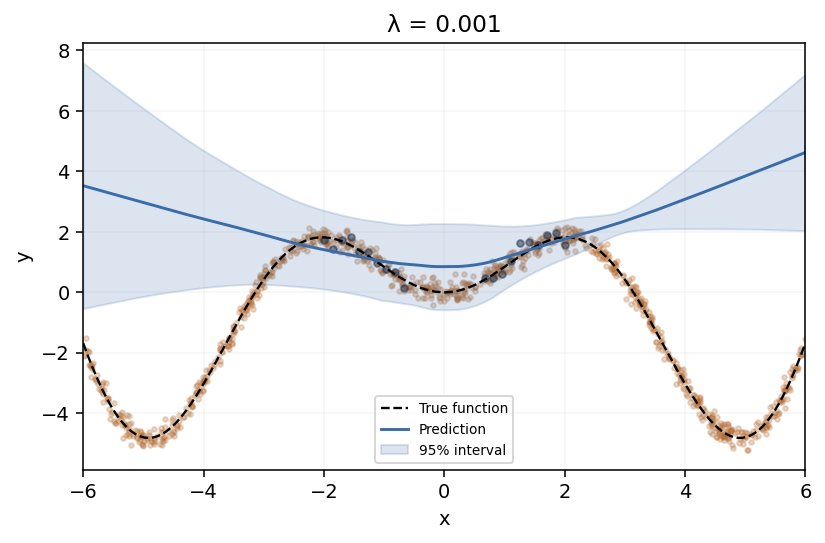 λ = 0.001
8
6
4
2
0
−2
−4
y
−6
−4
−2
0
2
4
6
x
True function
Prediction
95% interval